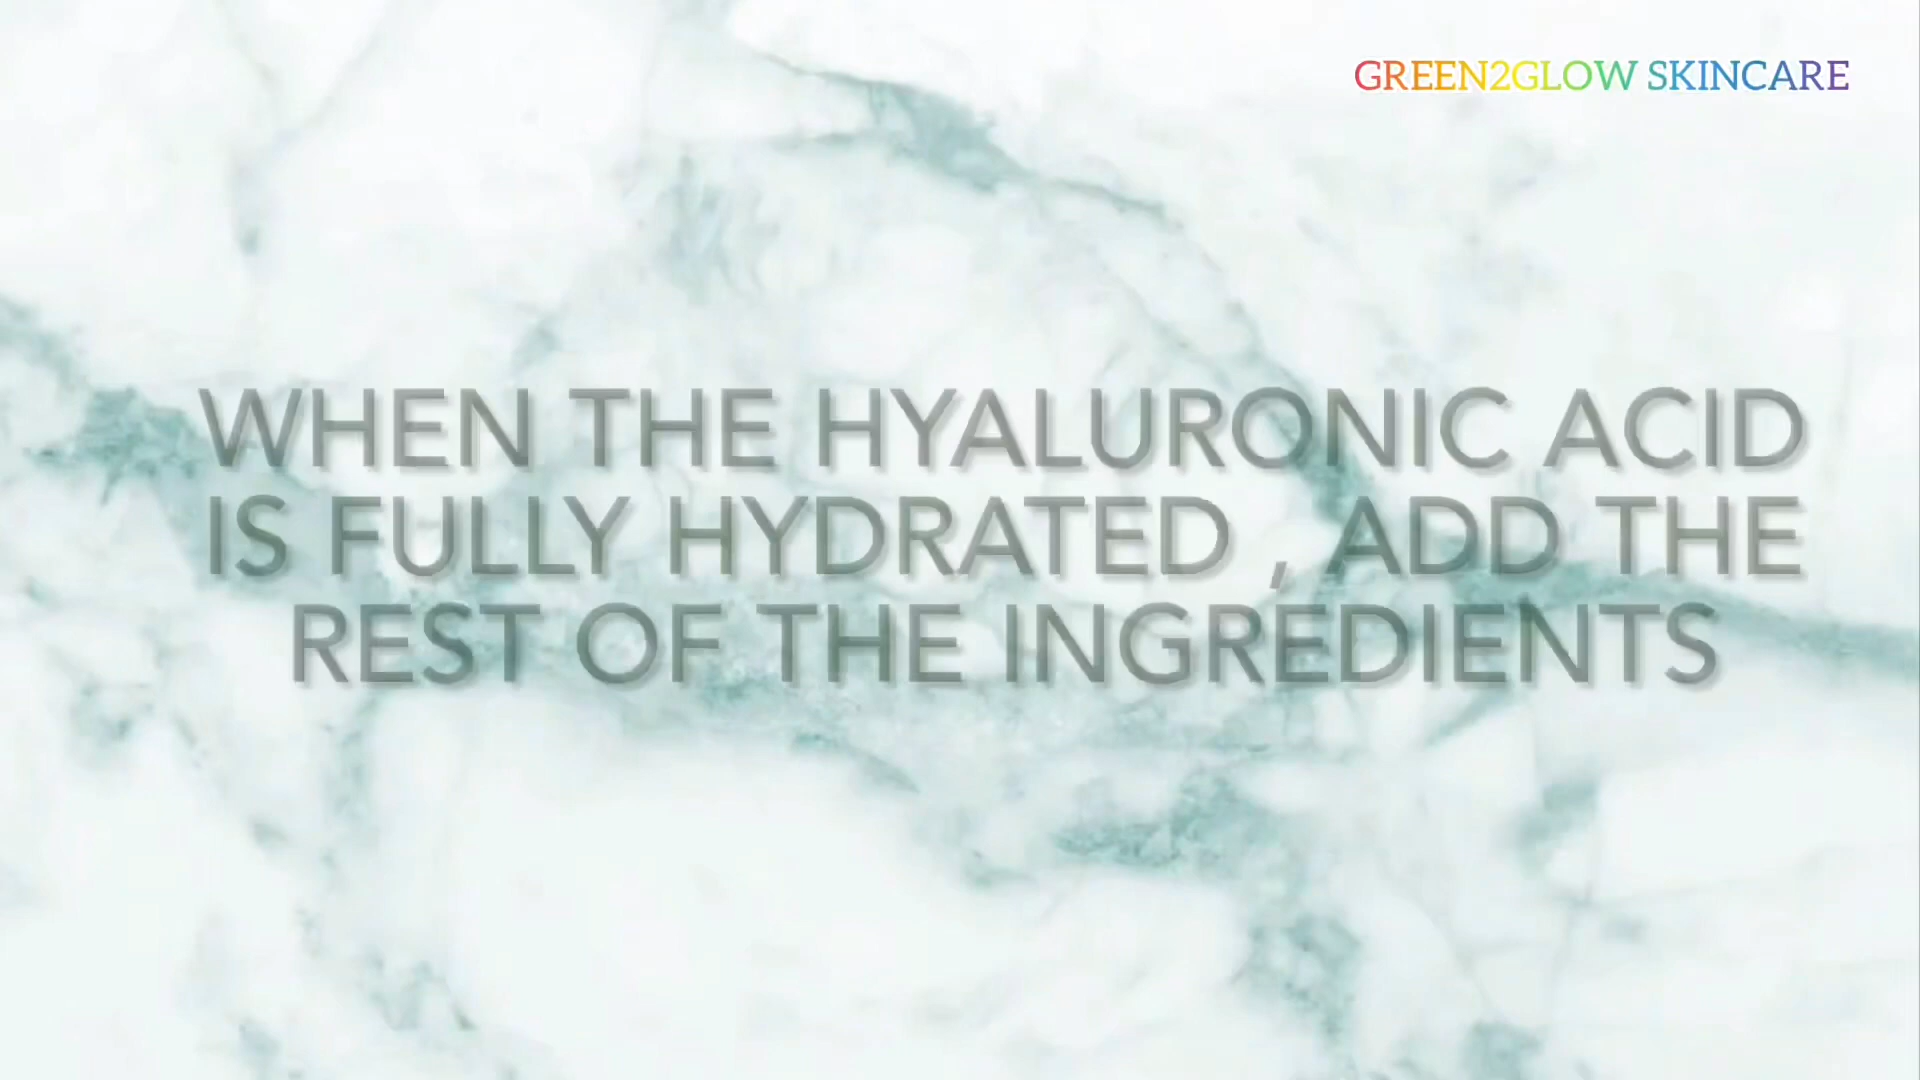 GREEN2GLOW SKINCARE
WHEN THE HYALURONIC ACID
IS FULLY HYDRATED , ADD THE
REST OF THE INGREDIENTS